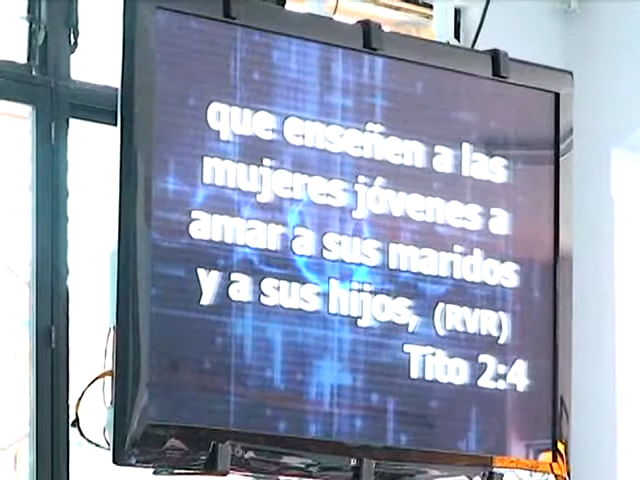 que enseñen a las
mujeres jóvenes a
amar a sus maridos
y a sus hijos, (RVR)
Tito 2:4